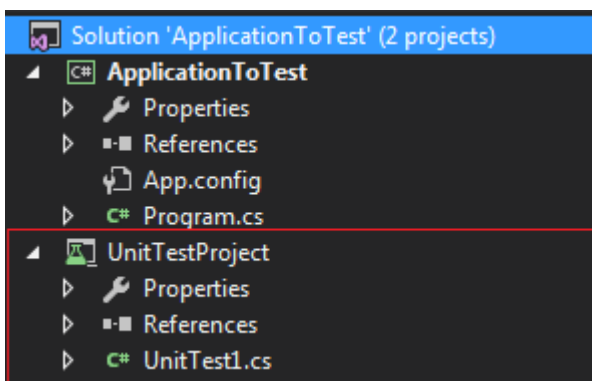 Solution 'ApplicationToTest' (2 projects)
C# ApplicationToTest
Properties
References
App.config
C# Program.cs
UnitTestProject
Properties
References
C# UnitTest1.cs